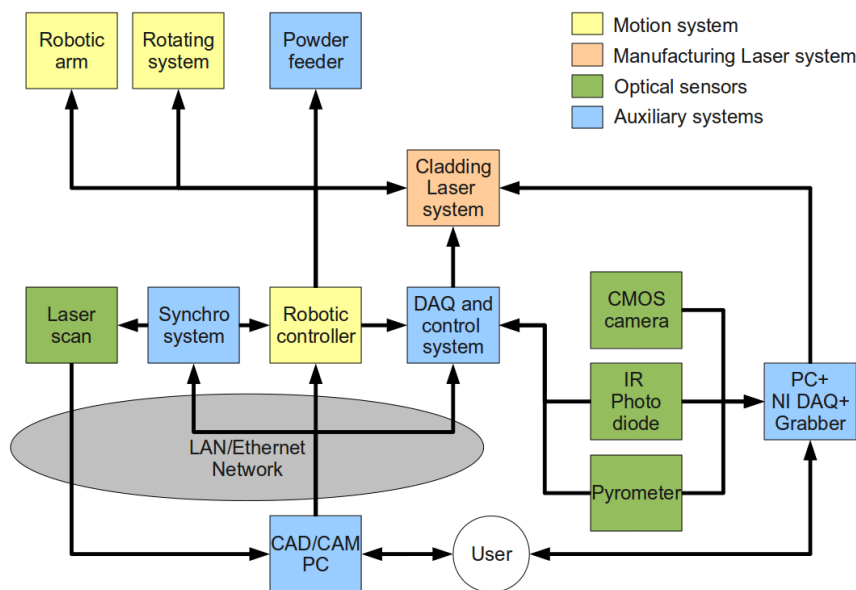 Robotic
arm
Rotating
system
Powder
feeder
Motion system
Manufacturing Laser system
Optical sensors
Auxiliary systems
Cladding
Laser
system
Laser
scan
Synchro
system
Robotic
controller
DAQ and
control
system
CMOS
camera
IR
Photo
diode
PC+
NI DAQ+
Grabber
LAN/Ethernet
Network
Pyrometer
CAD/CAM
PC
User